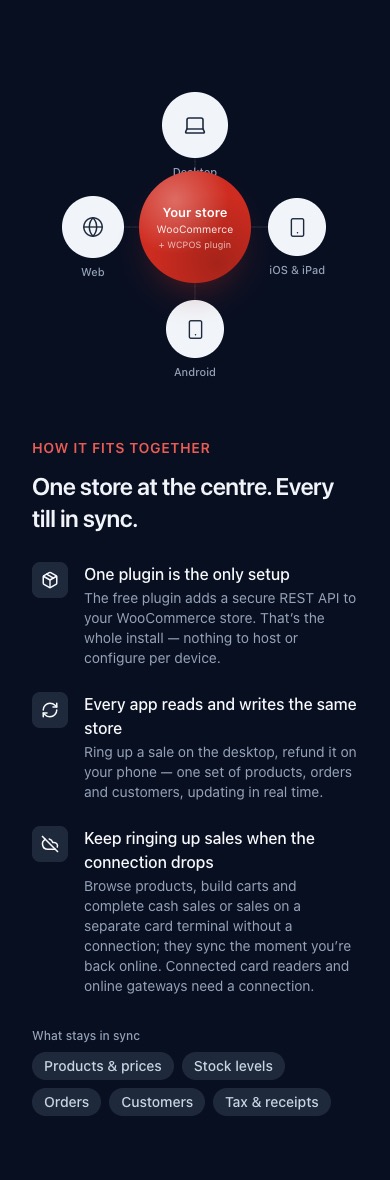 Desktop
Your store
WooCommerce
+ WCPOS plugin
Web
iOS & iPad
Android
HOW IT FITS TOGETHER
One store at the centre. Every
till in sync.
One plugin is the only setup
The free plugin adds a secure REST API to
your WooCommerce store. That’s the
whole install — nothing to host or
configure per device.
Every app reads and writes the same
store
Ring up a sale on the desktop, refund it on
your phone — one set of products, orders
and customers, updating in real time.
Keep ringing up sales when the
connection drops
Browse products, build carts and
complete cash sales or sales on a
separate card terminal without a
connection; they sync the moment you’re
back online. Connected card readers and
online gateways need a connection.
What stays in sync
Products & prices
Stock levels
Orders
Customers
Tax & receipts